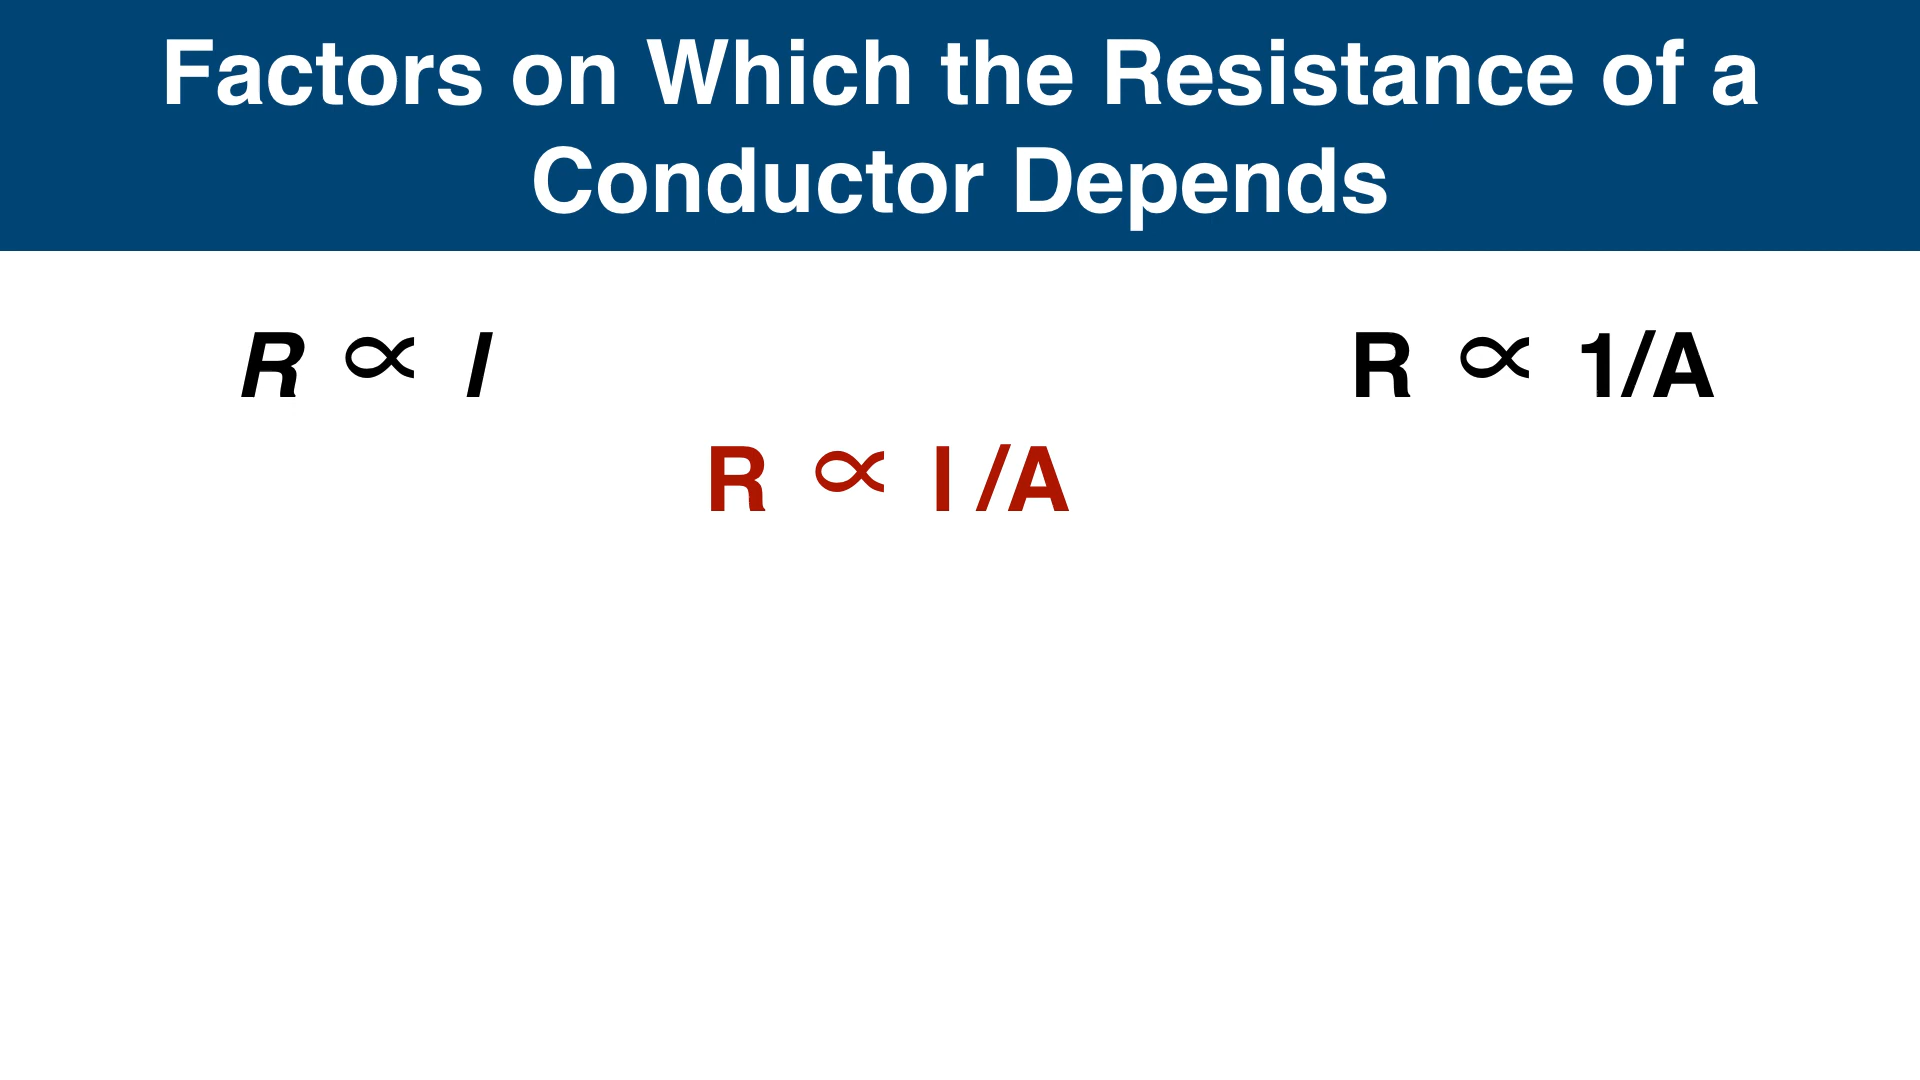 Factors on Which the Resistance of a
Conductor Depends
R ∝ l
R ∝ 1/A
R ∝ l /A